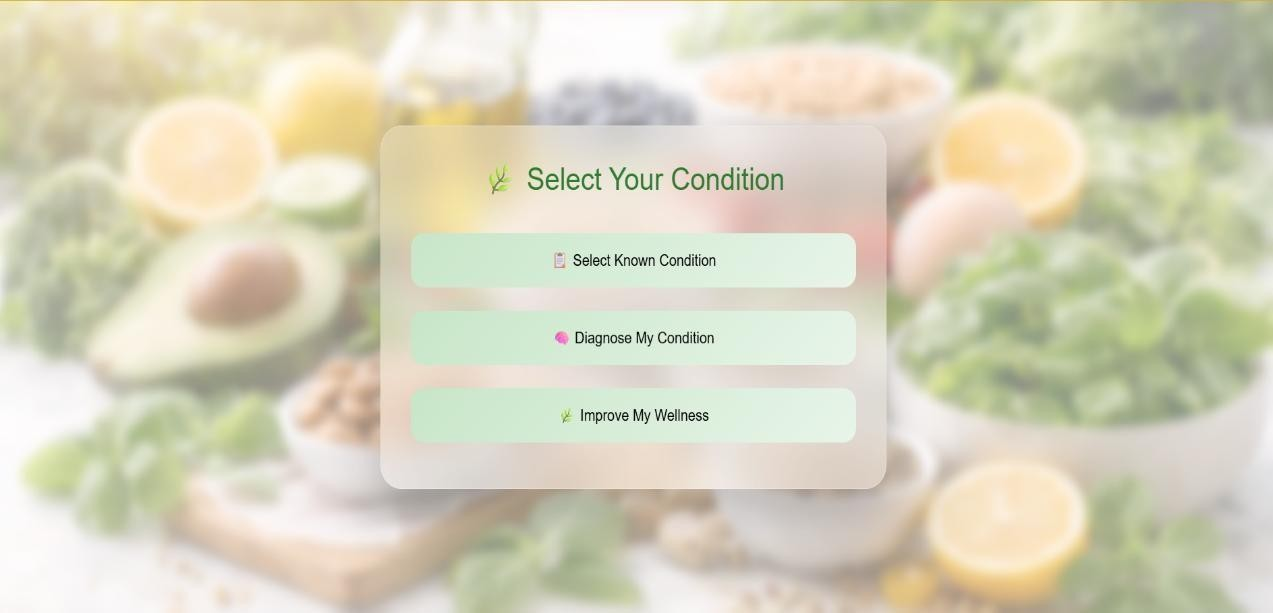 Select Your Condition
Select Known Condition
Diagnose My Condition
Improve My Wellness